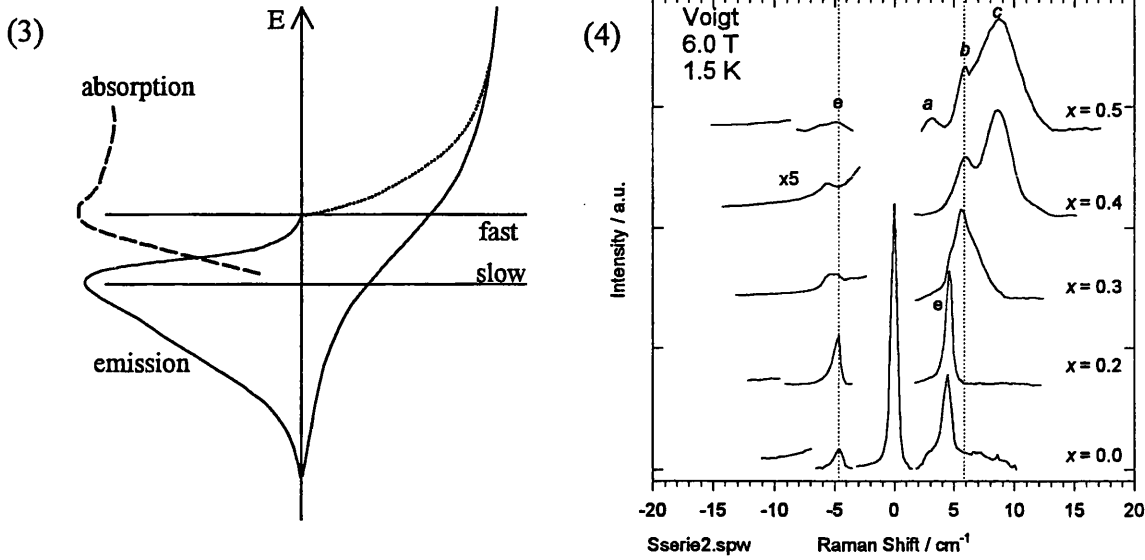 (3)
E
absorption
fast
slow
emission
(4)
Voigt
6.0 T
1.5 K
c
b
a
e
x = 0.5
x5
x = 0.4
x = 0.3
e
x = 0.2
x = 0.0
Intensity / a.u.
-20 -15 -10 -5 0 5 10 15 20
Sserie2.spw Raman Shift / cm⁻¹